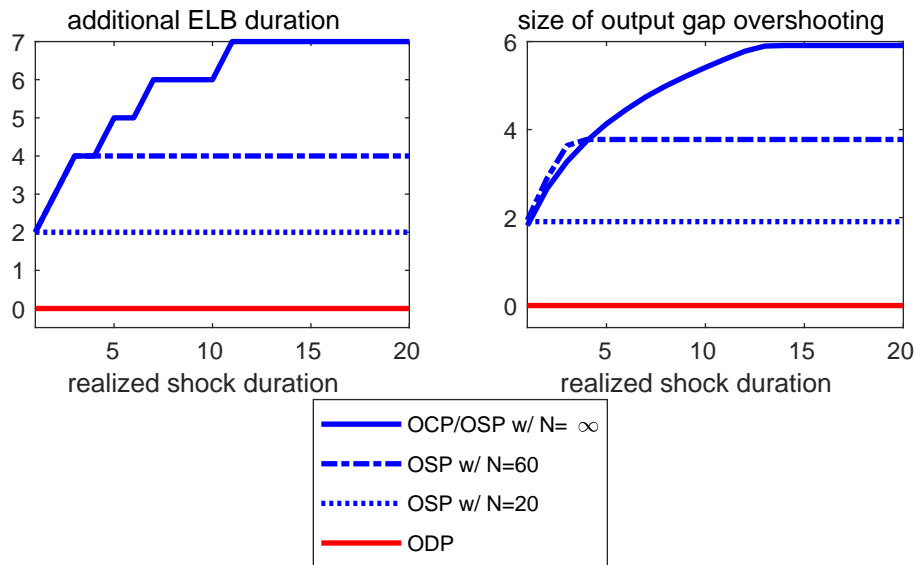 additional ELB duration
7
6
5
4
3
2
1
0
5
10
15
20
realized shock duration
size of output gap overshooting
6
4
2
0
5
10
15
20
realized shock duration
OCP/OSP w/ N= ∞
OSP w/ N=60
OSP w/ N=20
ODP